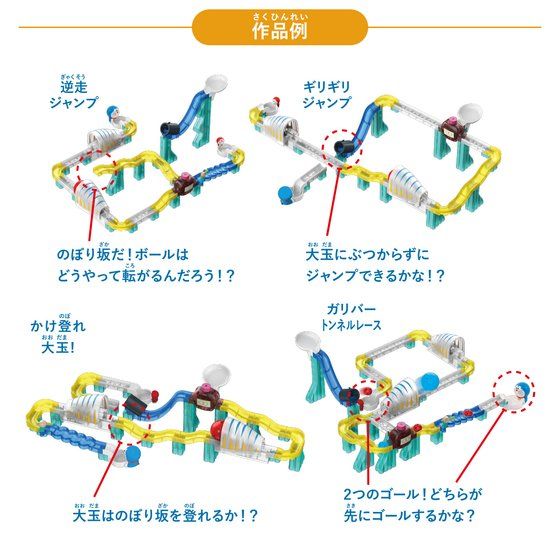 さくひんれい
作品例
ぎゃくそう
逆走
ジャンプ
ギリギリ
ジャンプ
のぼり坂だ！ボールは
どうやって転がるんだろう！？
ざか
ころ
おお だま
大玉にぶつからずに
ジャンプできるかな！？
のぼ
かけ登れ
おお だま
大玉！
ガリバー
トンネルレース
おお だま ざか のぼ
大玉はのぼり坂を登れるか！？
2つのゴール！どちらが
さき
先にゴールするかな？